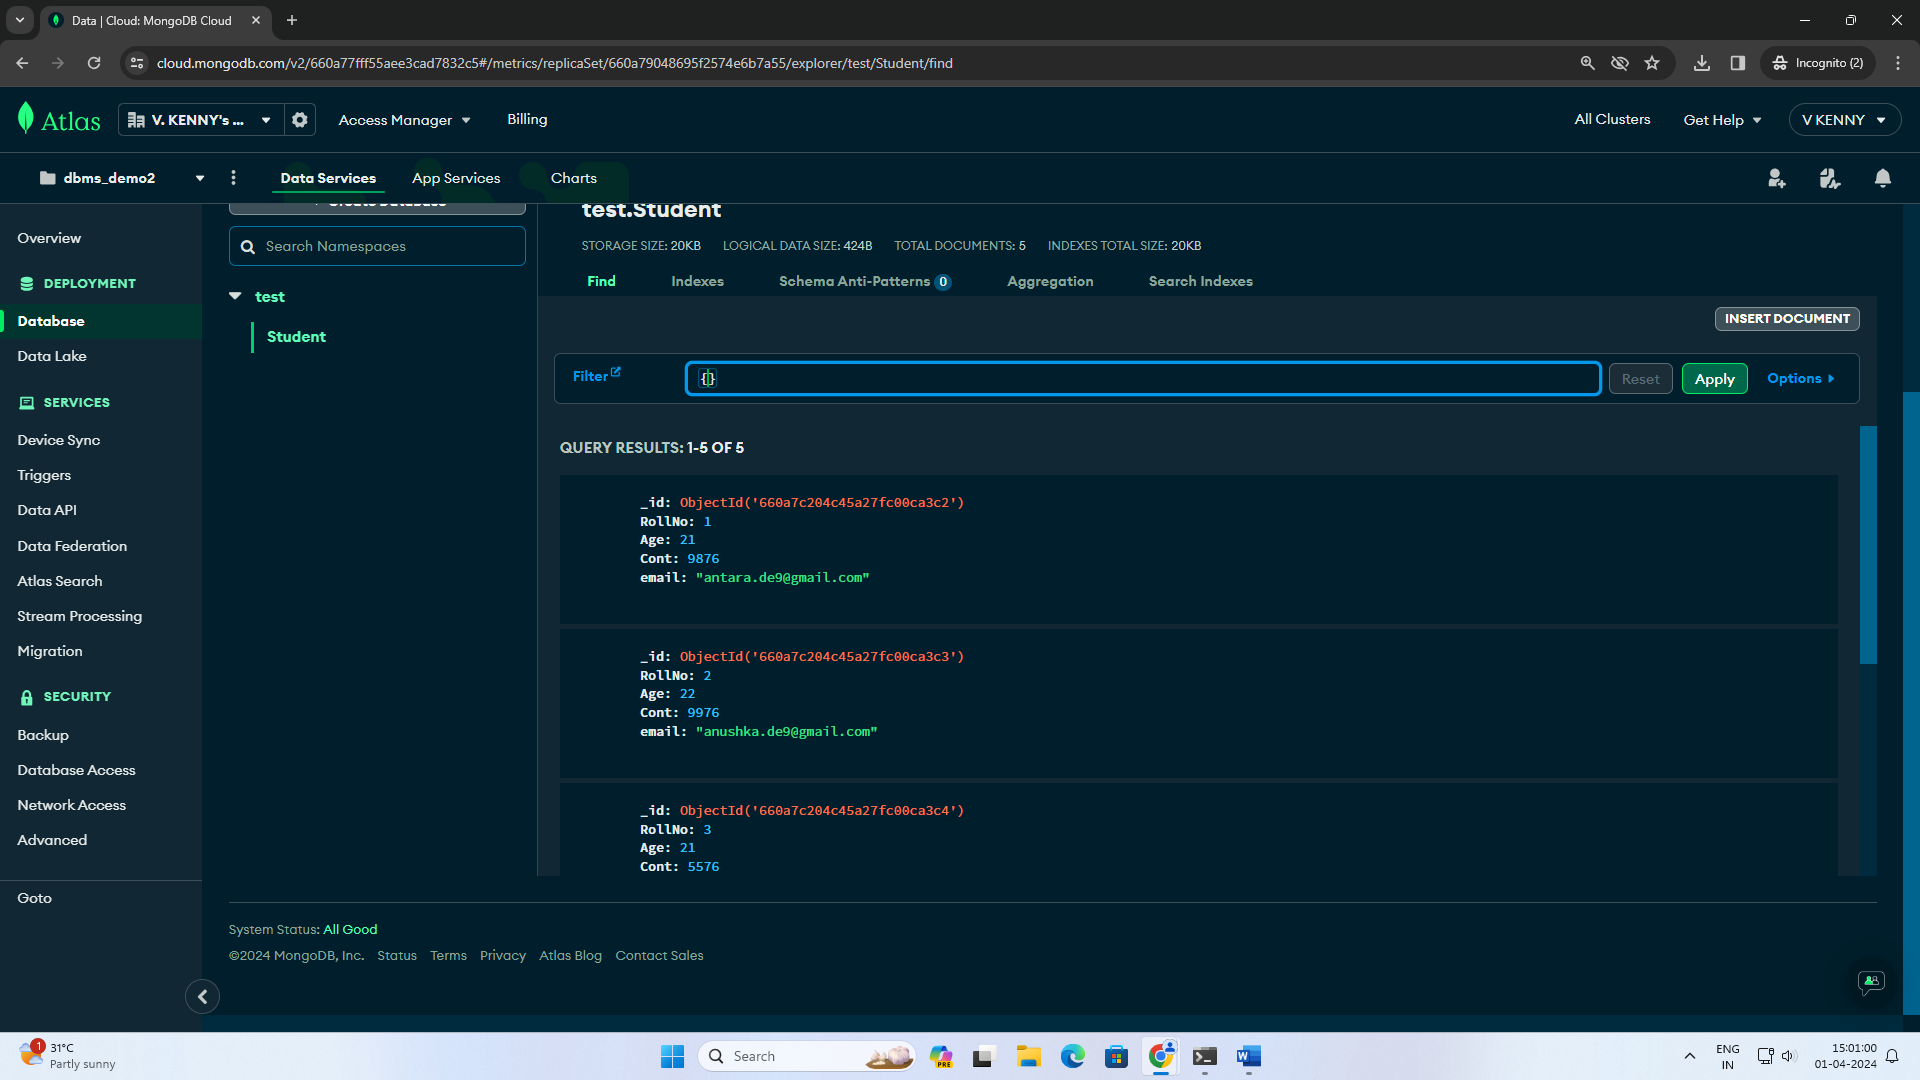 Data | Cloud: MongoDB Cloud
cloud.mongodb.com/v2/660a77fff55aee3cad7832c5#/metrics/replicaSet/660a79048695f2574e6b7a55/explorer/test/Student/find
Incognito (2)
Atlas
V. KENNY's ...
Access Manager
Billing
All Clusters
Get Help
V KENNY
dbms_demo2
Data Services
App Services
Charts
Overview
DEPLOYMENT
Database
Data Lake
SERVICES
Device Sync
Triggers
Data API
Data Federation
Atlas Search
Stream Processing
Migration
SECURITY
Backup
Database Access
Network Access
Advanced
Goto
Create Database
Search Namespaces
test
Student
test.Student
STORAGE SIZE: 20KB LOGICAL DATA SIZE: 424B TOTAL DOCUMENTS: 5 INDEXES TOTAL SIZE: 20KB
Find Indexes Schema Anti-Patterns 0 Aggregation Search Indexes
INSERT DOCUMENT
Filter
{}
Reset
Apply
Options
QUERY RESULTS: 1-5 OF 5
_id: ObjectId('660a7c204c45a27fc00ca3c2')
RollNo: 1
Age: 21
Cont: 9876
email: "antara.de9@gmail.com"
_id: ObjectId('660a7c204c45a27fc00ca3c3')
RollNo: 2
Age: 22
Cont: 9976
email: "anushka.de9@gmail.com"
_id: ObjectId('660a7c204c45a27fc00ca3c4')
RollNo: 3
Age: 21
Cont: 5576
System Status: All Good
©2024 MongoDB, Inc. Status Terms Privacy Atlas Blog Contact Sales
1
31°C
Partly sunny
Search
PRE
ENG
IN
15:01:00
01-04-2024